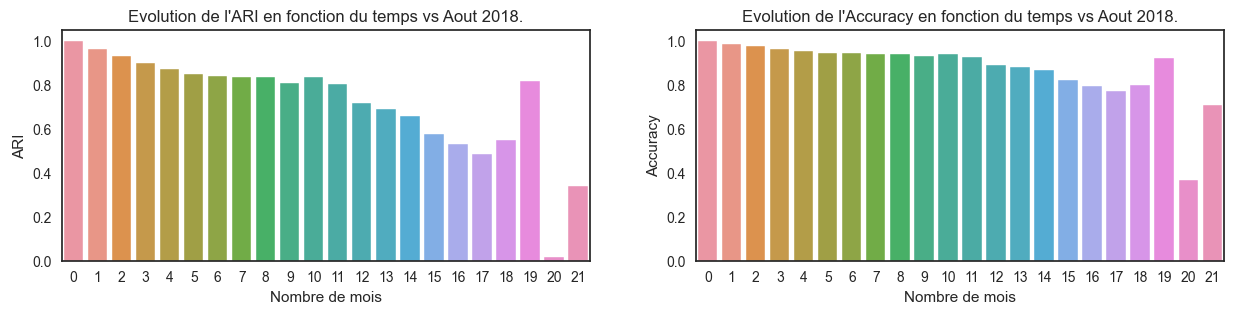 Evolution de l'ARI en fonction du temps vs Aout 2018.
1.0
0.8
0.6
0.4
0.2
0.0
ARI
0 1 2 3 4 5 6 7 8 9 10 11 12 13 14 15 16 17 18 19 20 21
Nombre de mois
Evolution de l'Accuracy en fonction du temps vs Aout 2018.
1.0
0.8
0.6
0.4
0.2
0.0
Accuracy
0 1 2 3 4 5 6 7 8 9 10 11 12 13 14 15 16 17 18 19 20 21
Nombre de mois